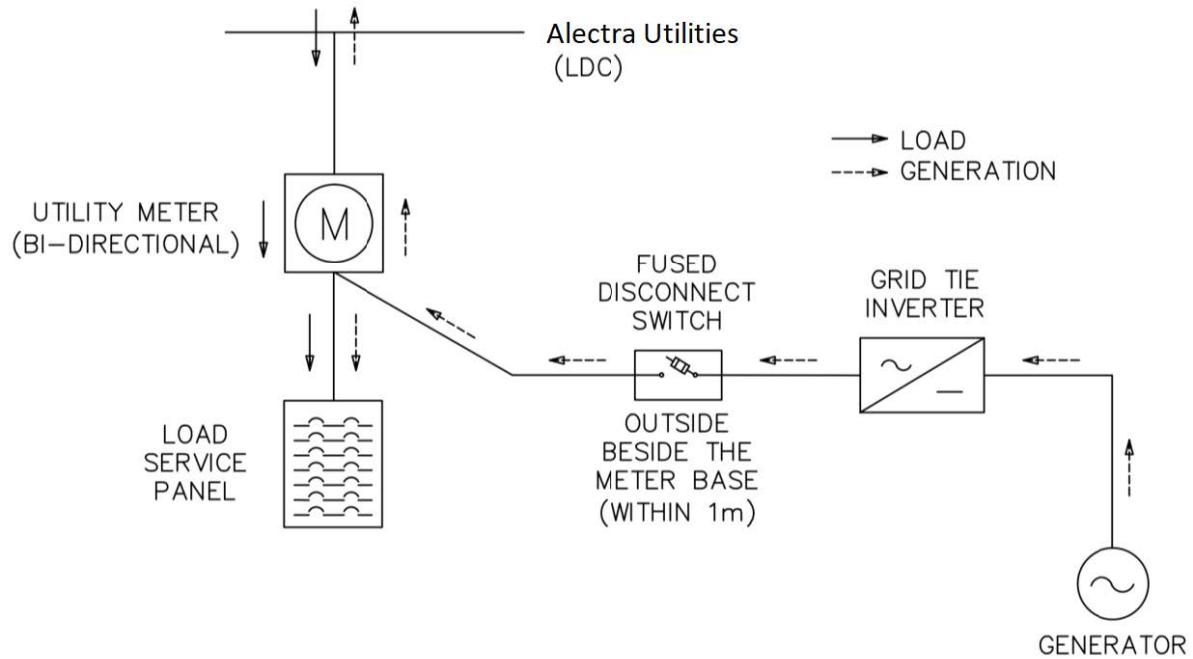 Alectra Utilities
(LDC)
LOAD
GENERATION
UTILITY METER
(BI-DIRECTIONAL)
M
FUSED
DISCONNECT
SWITCH
GRID TIE
INVERTER
LOAD
SERVICE
PANEL
OUTSIDE
BESIDE THE
METER BASE
(WITHIN 1m)
GENERATOR